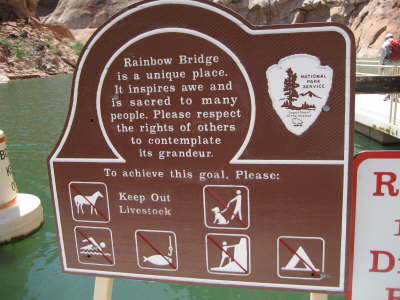 Rainbow Bridge
is a unique place.
It inspires awe and
is sacred to many
people. Please respect
the rights of others
to contemplate
its grandeur.
NATIONAL
PARK
SERVICE
To achieve this goal, Please:
Keep Out
Livestock